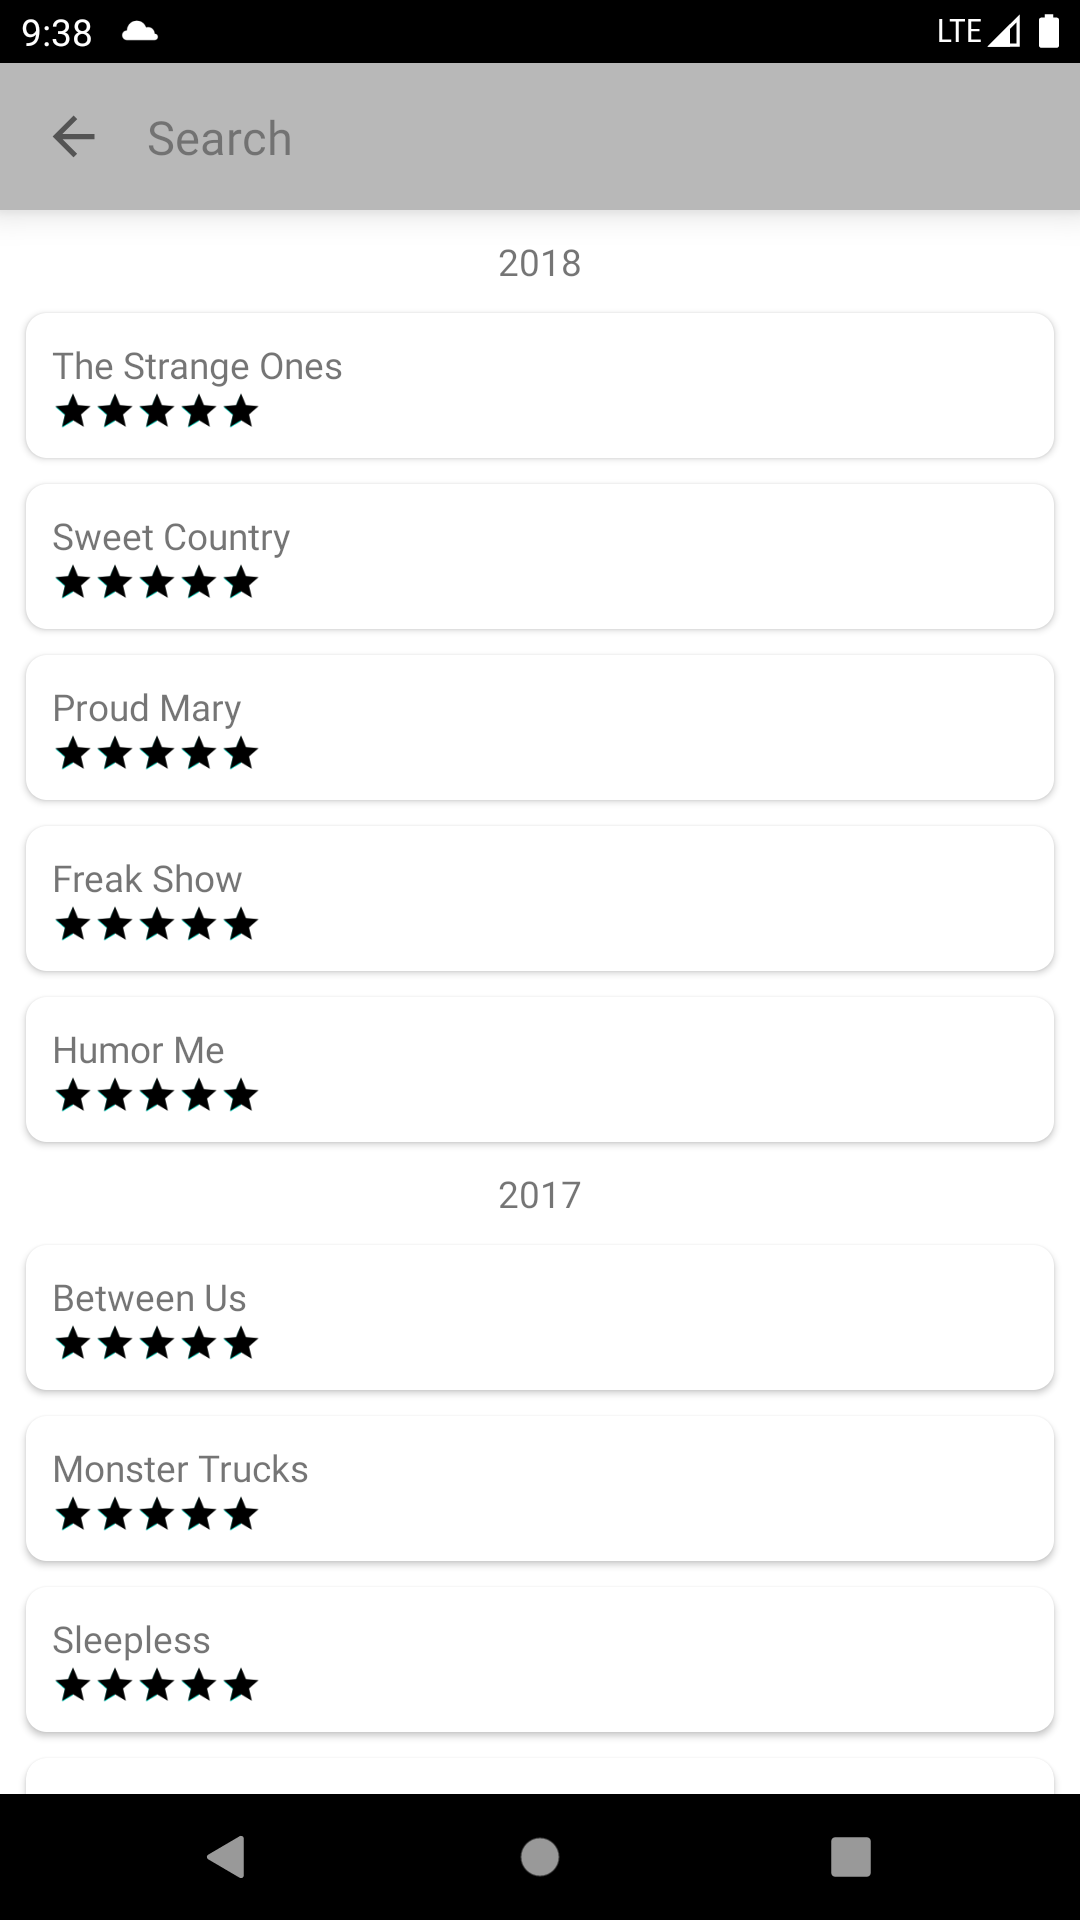 9:38
LTE
Search
2018
The Strange Ones
Sweet Country
Proud Mary
Freak Show
Humor Me
2017
Between Us
Monster Trucks
Sleepless